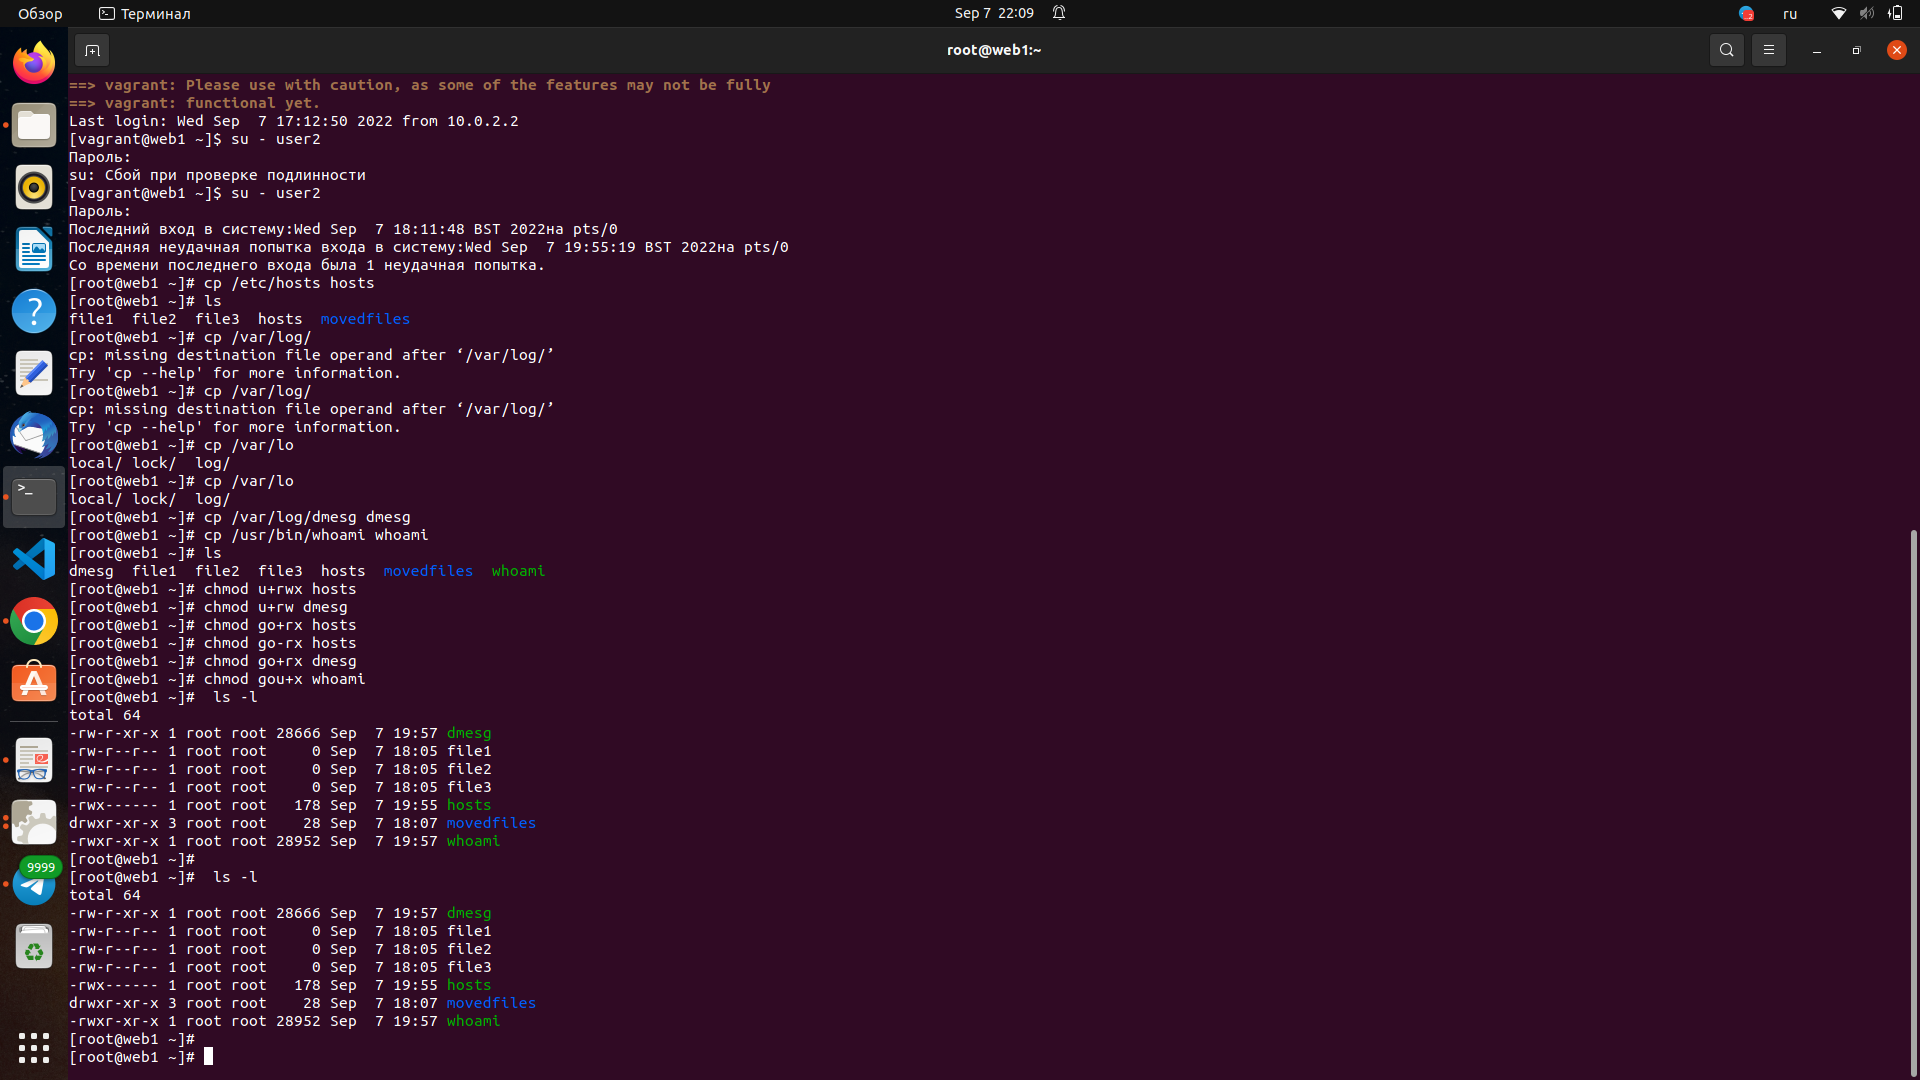 Обзор
Терминал
Sep 7 22:09
ru
root@web1:~
==> vagrant: Please use with caution, as some of the features may not be fully
==> vagrant: functional yet.
Last login: Wed Sep  7 17:12:50 2022 from 10.0.2.2
[vagrant@web1 ~]$ su - user2
Пароль:
su: Сбой при проверке подлинности
[vagrant@web1 ~]$ su - user2
Пароль:
Последний вход в систему:Wed Sep  7 18:11:48 BST 2022на pts/0
Последняя неудачная попытка входа в систему:Wed Sep  7 19:55:19 BST 2022на pts/0
Со времени последнего входа была 1 неудачная попытка.
[root@web1 ~]# cp /etc/hosts hosts
[root@web1 ~]# ls
file1  file2  file3  hosts  movedfiles
[root@web1 ~]# cp /var/log/
cp: missing destination file operand after ‘/var/log/’
Try 'cp --help' for more information.
[root@web1 ~]# cp /var/log/
cp: missing destination file operand after ‘/var/log/’
Try 'cp --help' for more information.
[root@web1 ~]# cp /var/lo
local/ lock/  log/
[root@web1 ~]# cp /var/lo
local/ lock/  log/
[root@web1 ~]# cp /var/log/dmesg dmesg
[root@web1 ~]# cp /usr/bin/whoami whoami
[root@web1 ~]# ls
dmesg  file1  file2  file3  hosts  movedfiles  whoami
[root@web1 ~]# chmod u+rwx hosts
[root@web1 ~]# chmod u+rw dmesg
[root@web1 ~]# chmod go+rx hosts
[root@web1 ~]# chmod go-rx hosts
[root@web1 ~]# chmod go+rx dmesg
[root@web1 ~]# chmod gou+x whoami
[root@web1 ~]#  ls -l
total 64
-rw-r-xr-x 1 root root 28666 Sep  7 19:57 dmesg
-rw-r--r-- 1 root root     0 Sep  7 18:05 file1
-rw-r--r-- 1 root root     0 Sep  7 18:05 file2
-rw-r--r-- 1 root root     0 Sep  7 18:05 file3
-rwx------ 1 root root   178 Sep  7 19:55 hosts
drwxr-xr-x 3 root root    28 Sep  7 18:07 movedfiles
-rwxr-xr-x 1 root root 28952 Sep  7 19:57 whoami
[root@web1 ~]#
[root@web1 ~]#  ls -l
total 64
-rw-r-xr-x 1 root root 28666 Sep  7 19:57 dmesg
-rw-r--r-- 1 root root     0 Sep  7 18:05 file1
-rw-r--r-- 1 root root     0 Sep  7 18:05 file2
-rw-r--r-- 1 root root     0 Sep  7 18:05 file3
-rwx------ 1 root root   178 Sep  7 19:55 hosts
drwxr-xr-x 3 root root    28 Sep  7 18:07 movedfiles
-rwxr-xr-x 1 root root 28952 Sep  7 19:57 whoami
[root@web1 ~]#
[root@web1 ~]#
9999